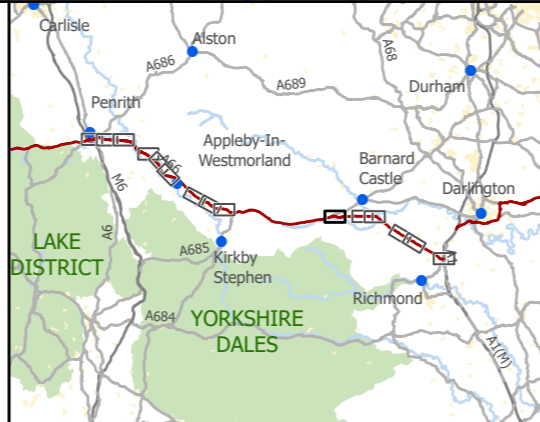 Carlisle
Alston
A686
A68
A689
Durham
Penrith
Appleby-In-
Westmorland
A66
Barnard
Castle
Darlington
M6
A6
LAKE
DISTRICT
A685
Kirkby
Stephen
Richmond
YORKSHIRE
DALES
A684
A1(M)